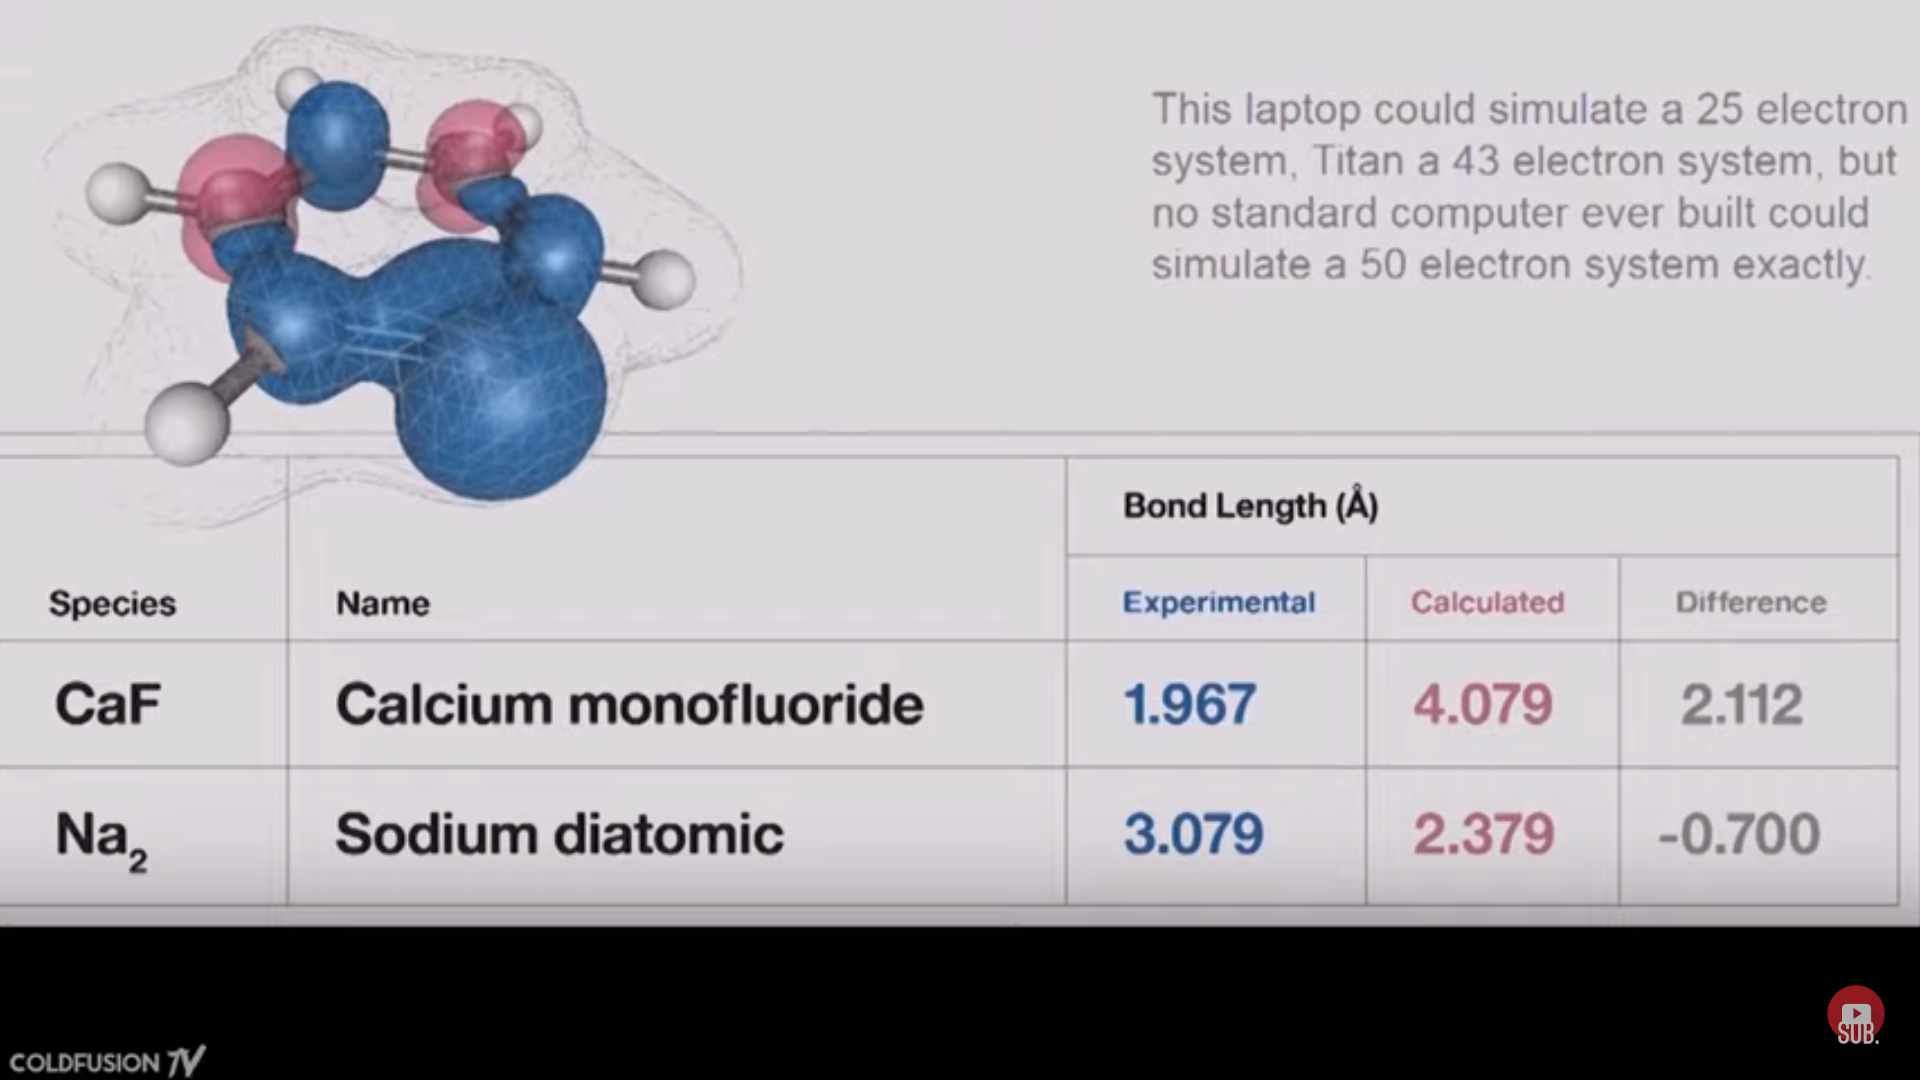 This laptop could simulate a 25 electron
system, Titan a 43 electron system, but
no standard computer ever built could
simulate a 50 electron system exactly.
Bond Length (Å)
Species Name Experimental Calculated Difference
CaF Calcium monofluoride 1.967 4.079 2.112
Na₂ Sodium diatomic 3.079 2.379 -0.700
SUB.
COLDFUSION TV